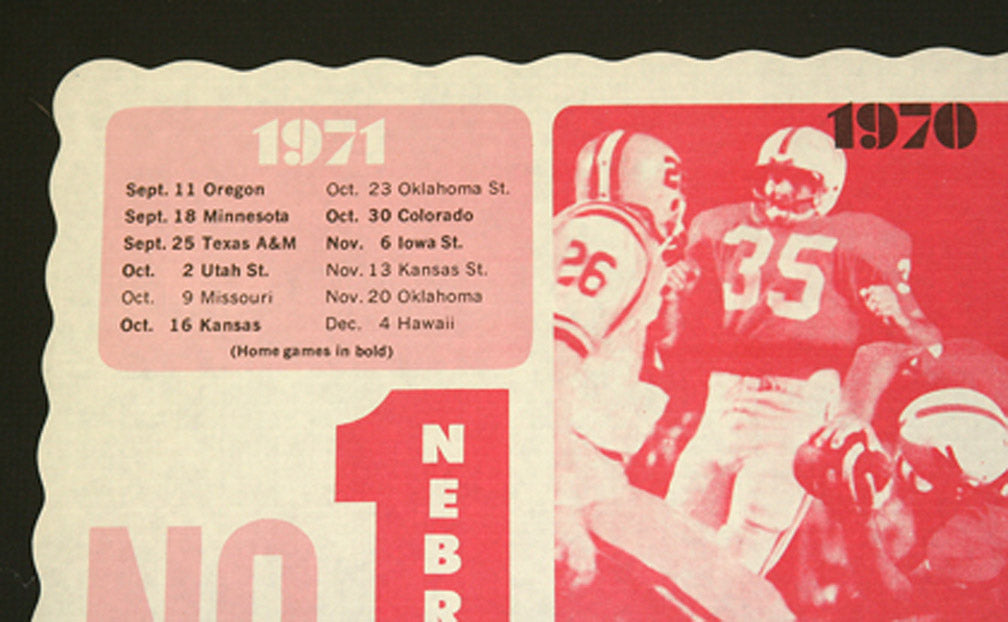 1971
Sept. 11 Oregon
Sept. 18 Minnesota
Sept. 25 Texas A&M
Oct. 2 Utah St.
Oct. 9 Missouri
Oct. 16 Kansas
Oct. 23 Oklahoma St.
Oct. 30 Colorado
Nov. 6 Iowa St.
Nov. 13 Kansas St.
Nov. 20 Oklahoma
Dec. 4 Hawaii
(Home games in bold)
1970
26
35
3
NO
1
NEBR